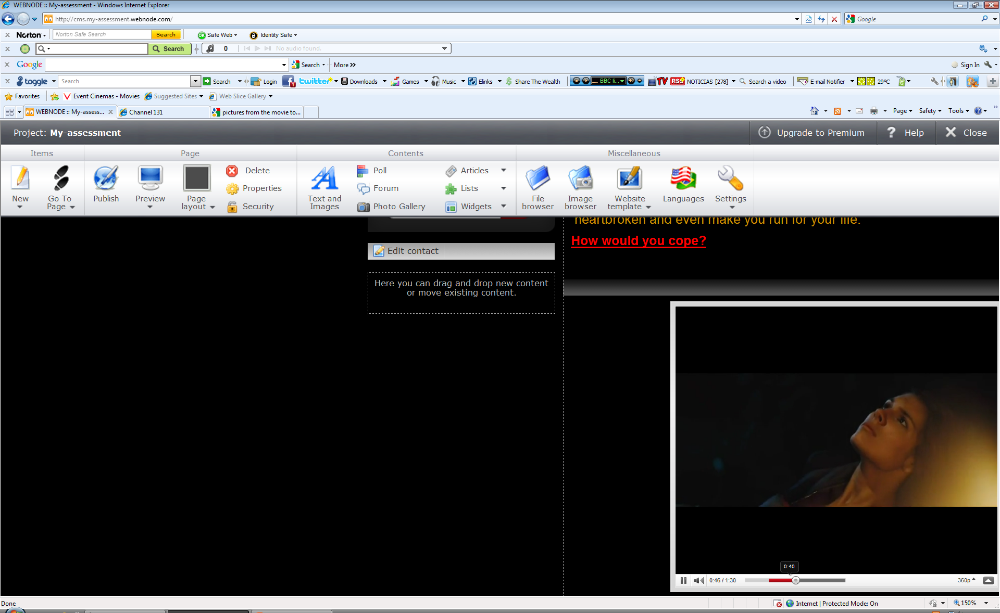 WEBNODE :: My-assessment - Windows Internet Explorer
http://cms.my-assessment.webnode.com/
Google
Norton
Norton Safe Search
Search
OK
Safe Web
Identity Safe
Search
0
No audio found.
Google
Search
More
Sign In
toggle
Search
Search
Login
1
twitter
Downloads
Games
Music
Elinks
Share The Wealth
.... BBC li...
TV
RSS
NOTICIAS [278]
Search a video
E-mail Notifier
29°C
Favorites
Event Cinemas - Movies
Suggested Sites
Web Slice Gallery
WEBNODE :: My-assess...
Channel 131
pictures from the movie to...
Page
Safety
Tools
Project: My-assessment
Upgrade to Premium
Help
Close
Items
Page
Contents
Miscellaneous
New
Go To
Page
Publish
Preview
Page
layout
Delete
Properties
Security
Text and
Images
Poll
Forum
Photo Gallery
Articles
Lists
Widgets
File
browser
Image
browser
Website
template
Languages
Settings
heartbroken and even make you run for your life.
How would you cope?
Edit contact
Here you can drag and drop new content
or move existing content.
0:40
0:46 / 1:30
360p
Done
Internet | Protected Mode: On
150%